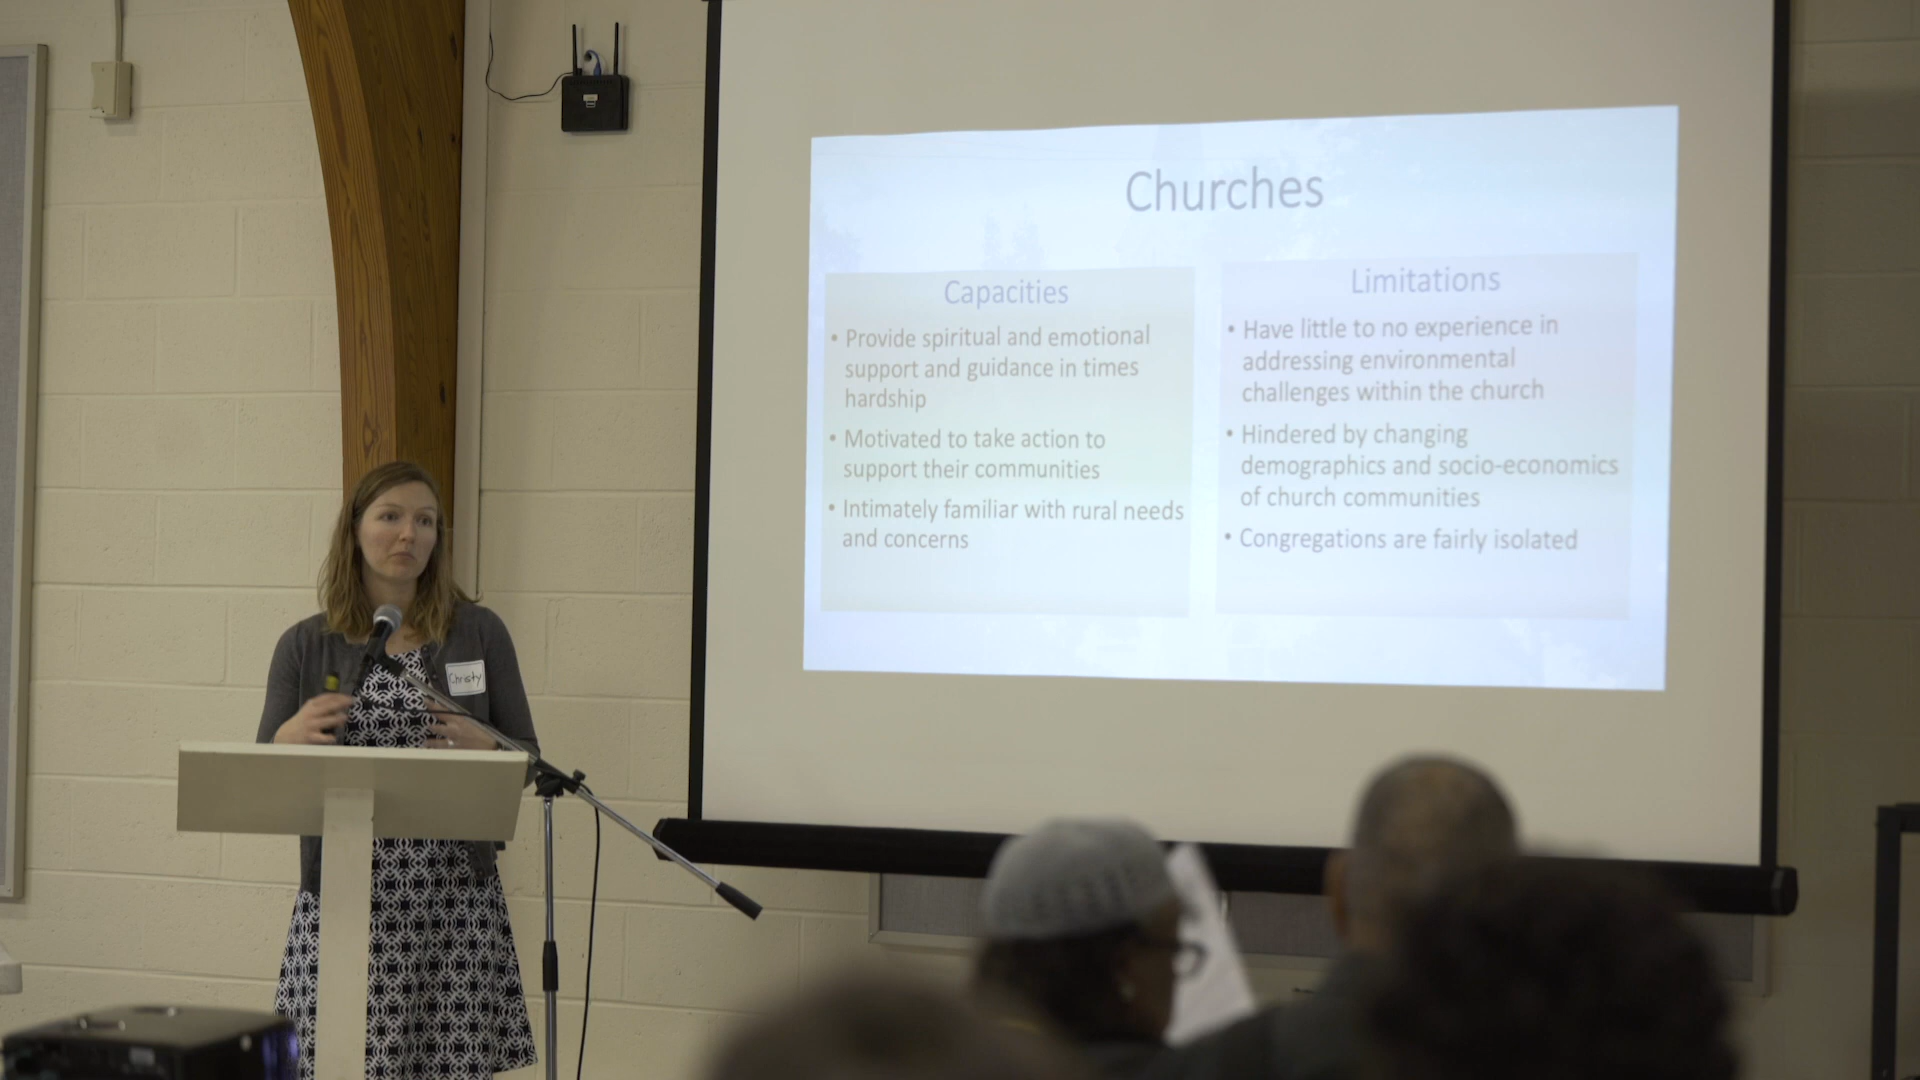 Churches
Capacities
• Provide spiritual and emotional
support and guidance in times
hardship
• Motivated to take action to
support their communities
• Intimately familiar with rural needs
and concerns
Limitations
• Have little to no experience in
addressing environmental
challenges within the church
• Hindered by changing
demographics and socio-economics
of church communities
• Congregations are fairly isolated
Christy